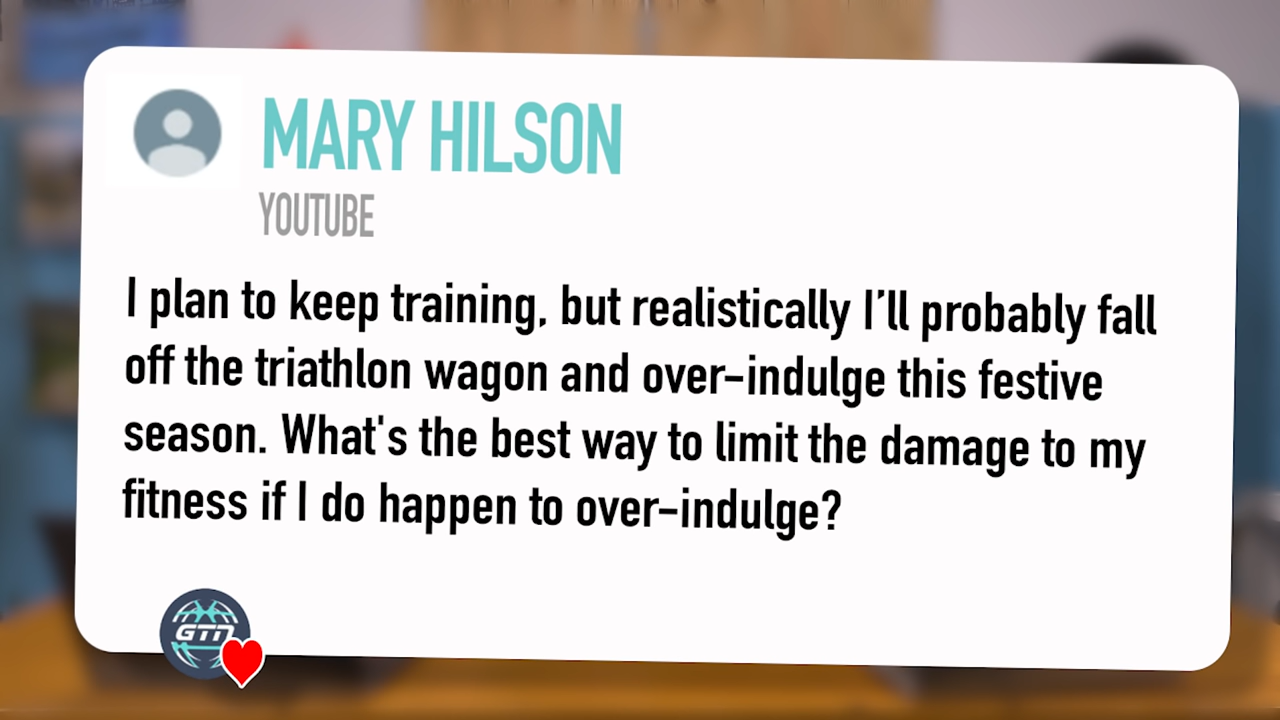 MARY HILSON
YOUTUBE
I plan to keep training, but realistically I'll probably fall
off the triathlon wagon and over-indulge this festive
season. What's the best way to limit the damage to my
fitness if I do happen to over-indulge?
GTN